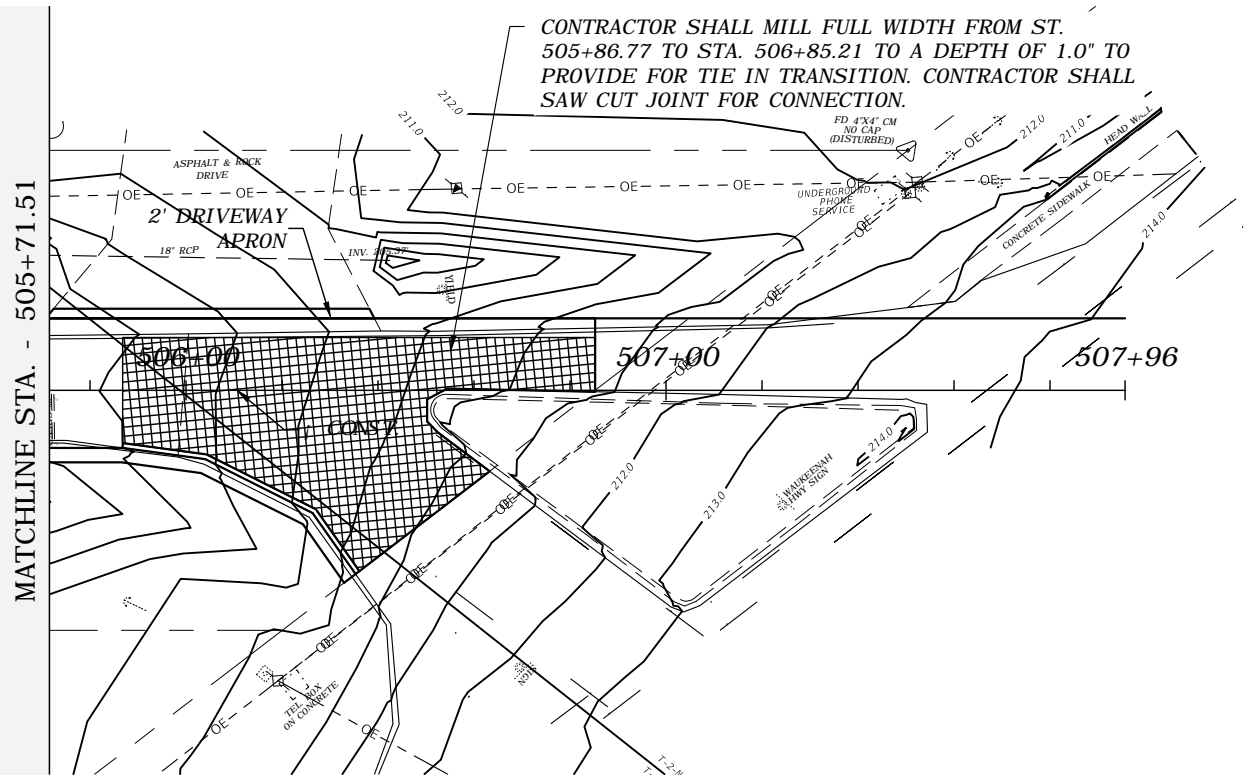 CONTRACTOR SHALL MILL FULL WIDTH FROM ST.
505+86.77 TO STA. 506+85.21 TO A DEPTH OF 1.0" TO
PROVIDE FOR TIE IN TRANSITION. CONTRACTOR SHALL
SAW CUT JOINT FOR CONNECTION.
212.0
211.0
FD 4"X4" CM
NO CAP
(DISTURBED)
OE
212.0
211.0
HEAD WALL
ASPHALT & ROCK
DRIVE
OE
OE
OE
OE
OE
OE
OE
OE
UNDERGROUND
PHONE
SERVICE
2' DRIVEWAY
APRON
CONCRETE SIDEWALK
214.0
OE
18" RCP
INV.
YIELD
OE
MATCHLINE STA. - 505+71.51
506+00
507+00
507+96
OE
CONST.
OE
214.0
212.0
213.0
WAUKEENAH
HWY SIGN
OE
OE
OE
SIGN
TEL BOX
ON CONCRETE
OE
OE
T-2-N